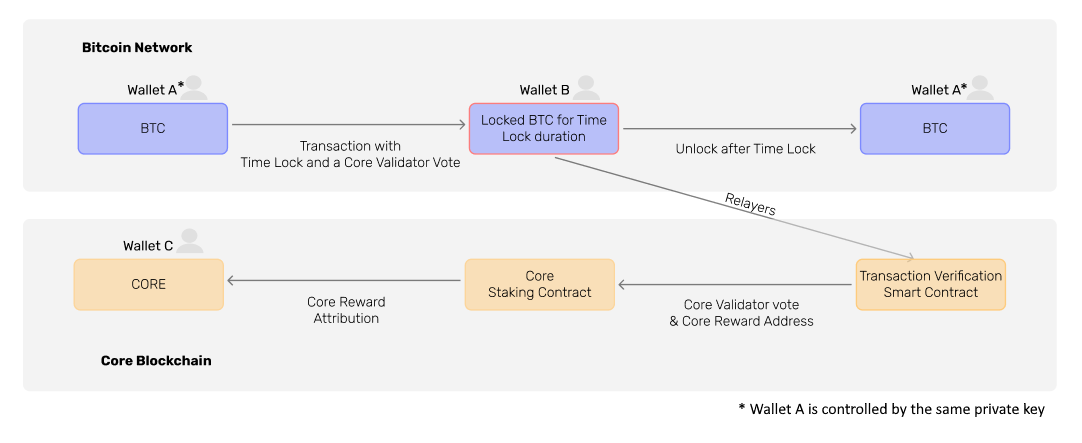 Bitcoin Network
Wallet A*
Wallet B
Wallet A*
BTC
Locked BTC for Time
Lock duration
BTC
Transaction with
Time Lock and a Core Validator Vote
Unlock after Time Lock
Relayers
Wallet C
CORE
Core
Staking Contract
Transaction Verification
Smart Contract
Core Reward
Attribution
Core Validator vote
& Core Reward Address
Core Blockchain
* Wallet A is controlled by the same private key